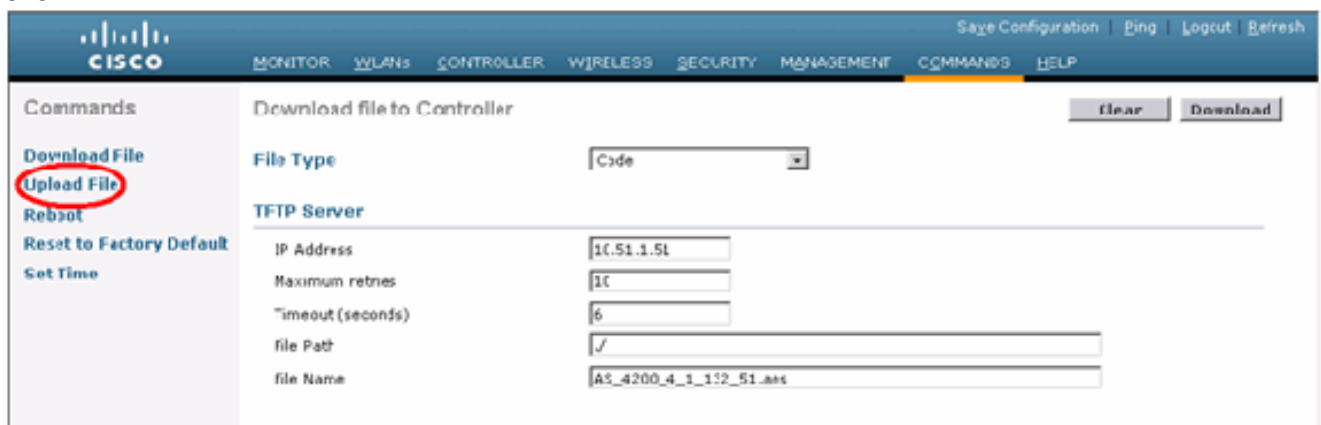 Save Configuration | Ping | Logout | Refresh
CISCO
MONITOR WLANs CONTROLLER WIRELESS SECURITY MANAGEMENT COMMANDS HELP
Commands
Download file to Controller
Clear Download
Download File
File Type Code
Upload File
Reboot
TFTP Server
Reset to Factory Default
IP Address
Set Time
Maximum retries 10
Timeout (seconds) 6
File Path ./
File Name